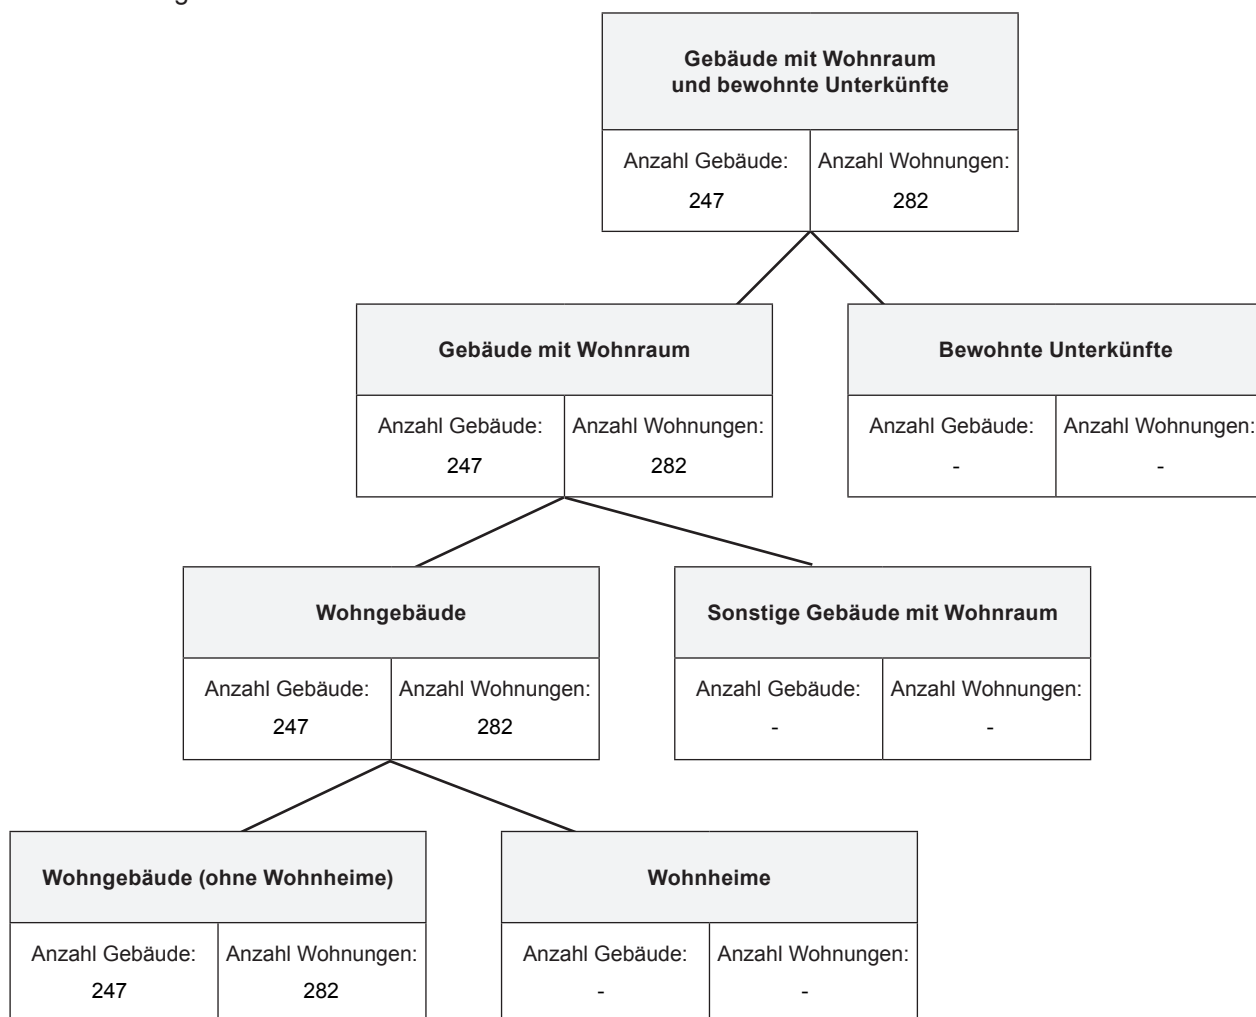 Gebäude mit Wohnraum
und bewohnte Unterkünfte
Anzahl Gebäude: Anzahl Wohnungen:
247 282
Gebäude mit Wohnraum Bewohnte Unterkünfte
Anzahl Gebäude: Anzahl Wohnungen: Anzahl Gebäude: Anzahl Wohnungen:
247 282 - -
Wohngebäude Sonstige Gebäude mit Wohnraum
Anzahl Gebäude: Anzahl Wohnungen: Anzahl Gebäude: Anzahl Wohnungen:
247 282 - -
Wohngebäude (ohne Wohnheime) Wohnheime
Anzahl Gebäude: Anzahl Wohnungen: Anzahl Gebäude: Anzahl Wohnungen:
247 282 - -